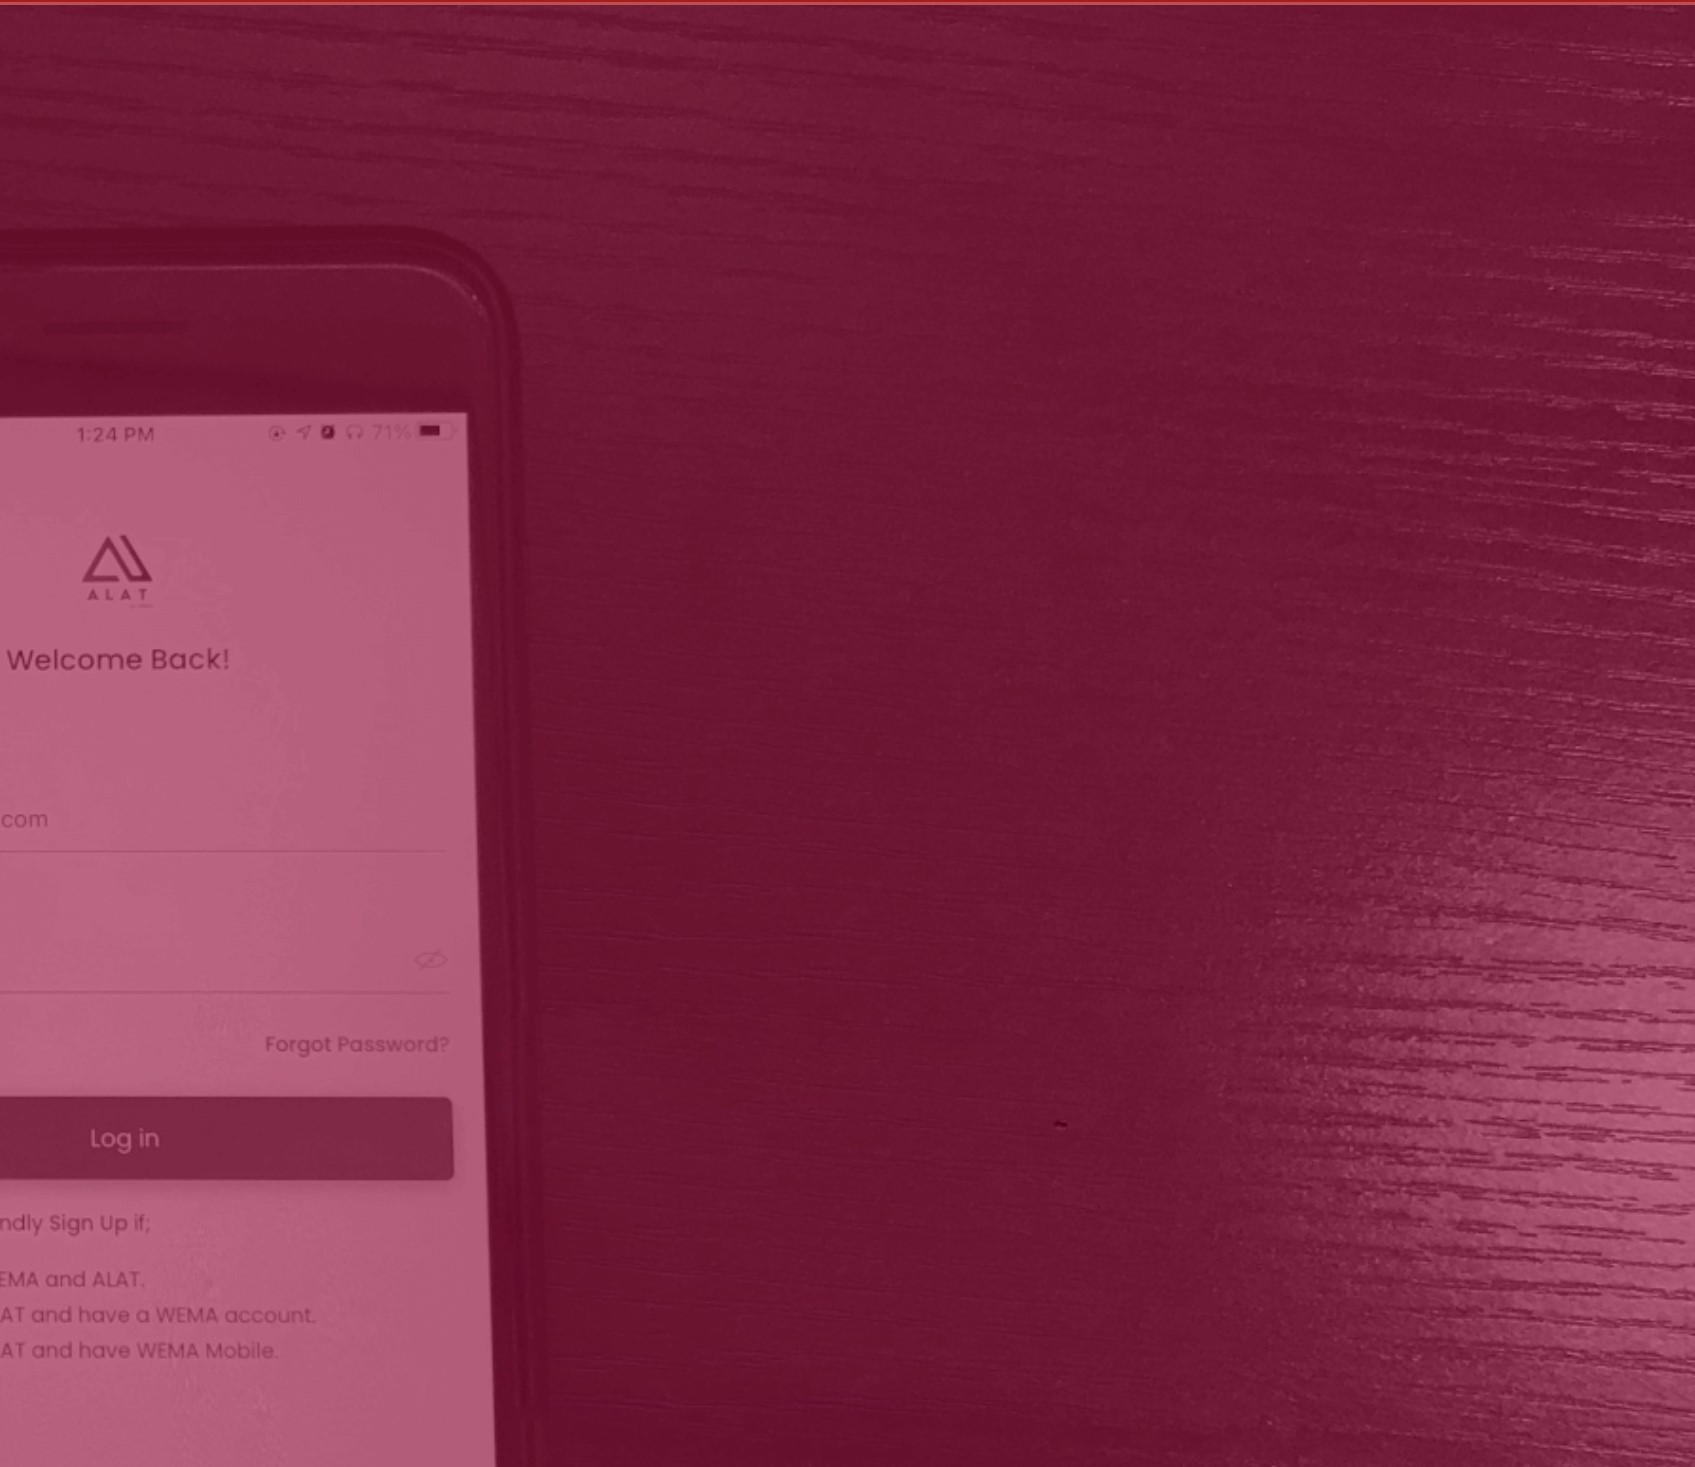 1:24 PM 71%
ALAT
Welcome Back!
.com
Forgot Password?
Log in
ndly Sign Up if;
EMA and ALAT.
AT and have a WEMA account.
AT and have WEMA Mobile.